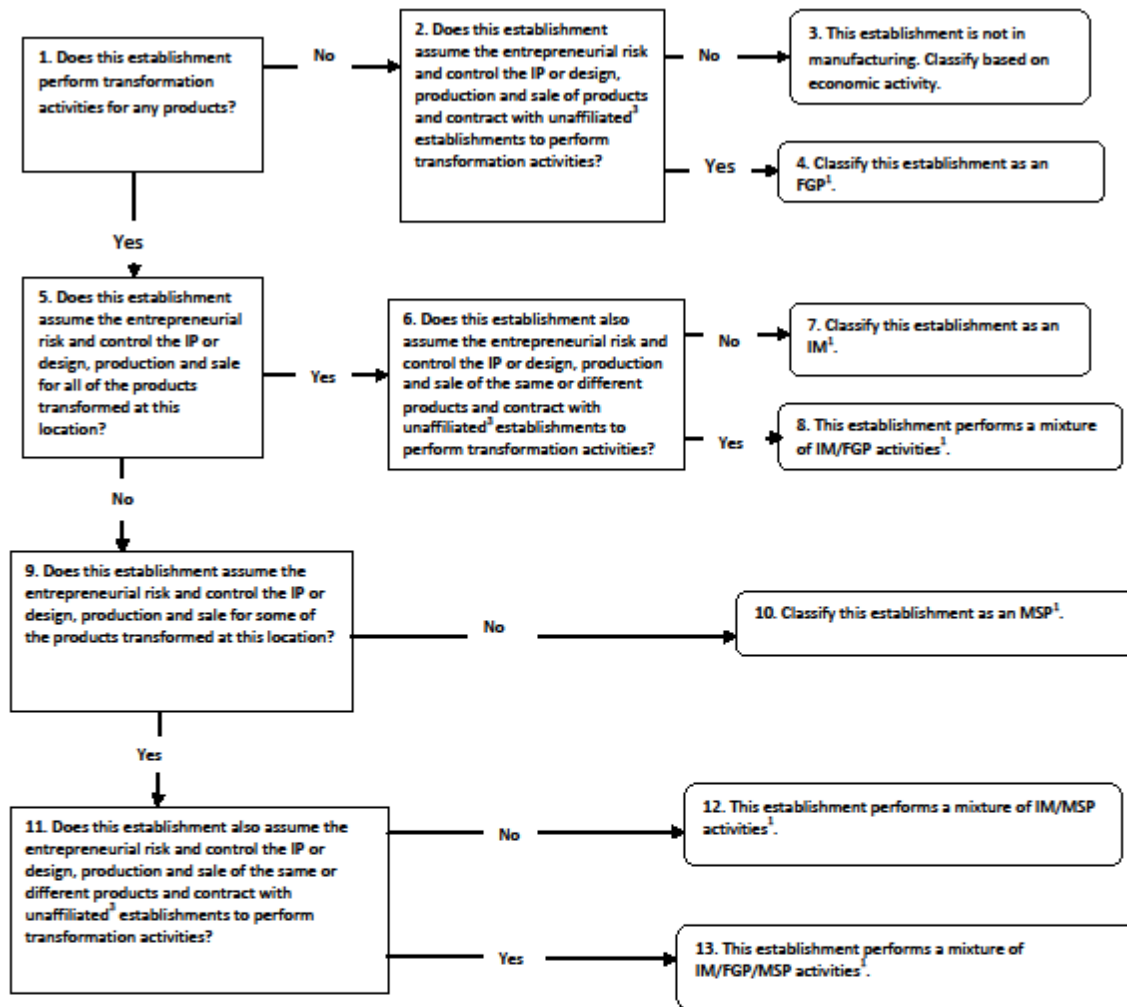 1. Does this establishment
perform transformation
activities for any products?
No
2. Does this establishment
assume the entrepreneurial risk
and control the IP or design,
production and sale of products
and contract with unaffiliated³
establishments to perform
transformation activities?
No
3. This establishment is not in
manufacturing. Classify based on
economic activity.
Yes
4. Classify this establishment as an
FGP¹.
Yes
5. Does this establishment
assume the entrepreneurial
risk and control the IP or
design, production and sale
for all of the products
transformed at this
location?
Yes
6. Does this establishment also
assume the entrepreneurial risk and
control the IP or design, production
and sale of the same or different
products and contract with
unaffiliated³ establishments to
perform transformation activities?
No
7. Classify this establishment as an
IM¹.
Yes
8. This establishment performs a mixture
of IM/FGP activities¹.
No
9. Does this establishment assume the
entrepreneurial risk and control the IP or
design, production and sale for some of
the products transformed at this location?
No
10. Classify this establishment as an MSP¹.
Yes
11. Does this establishment also assume the
entrepreneurial risk and control the IP or
design, production and sale of the same or
different products and contract with
unaffiliated³ establishments to perform
transformation activities?
No
12. This establishment performs a mixture of IM/MSP
activities¹.
Yes
13. This establishment performs a mixture of
IM/FGP/MSP activities¹.